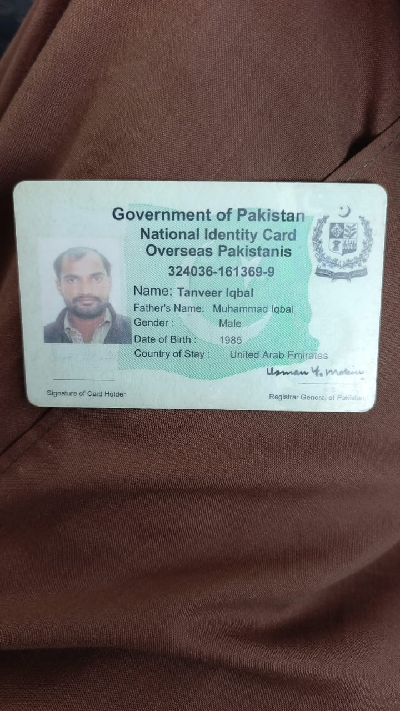 Government of Pakistan
National Identity Card
Overseas Pakistanis
324036-161369-9
Name: Tanveer Iqbal
Father's Name: Muhammad Iqbal
Gender : Male
Date of Birth : 1985
Country of Stay : United Arab Emirates
Signature of Card Holder
Registrar General of Pakistan